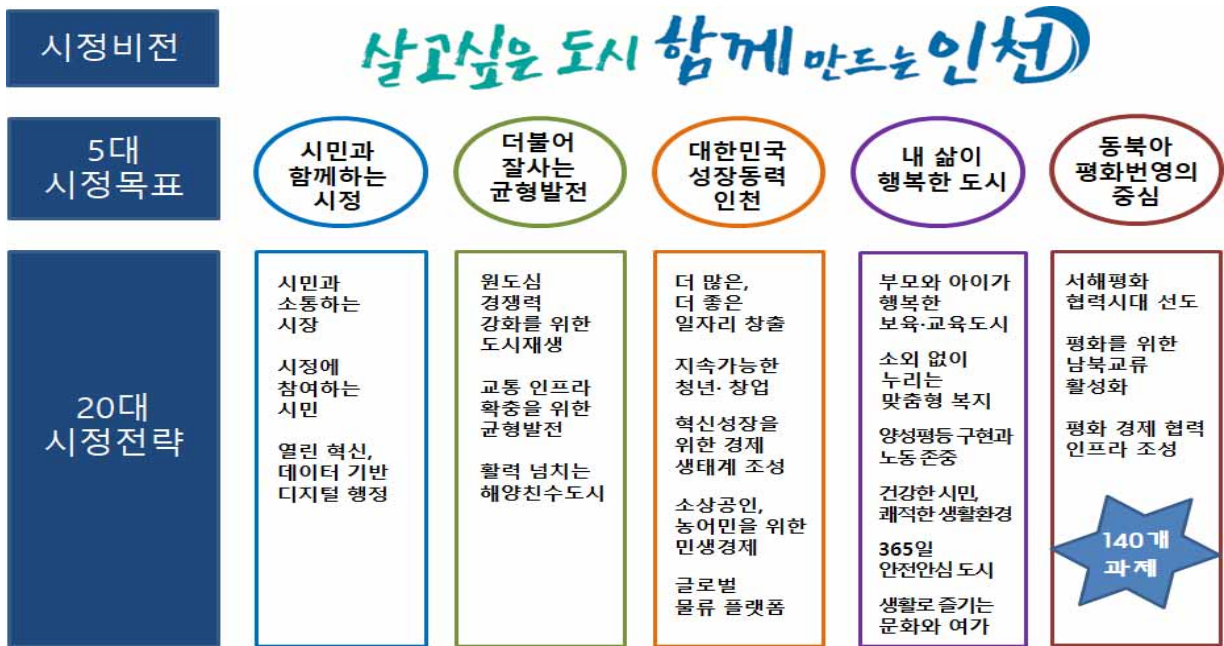 시정비전
살고싶은 도시 함께 만드는 인천
5대
시정목표
시민과
함께하는
시정
더불어
잘사는
균형발전
대한민국
성장동력
인천
내 삶이
행복한 도시
동북아
평화번영의
중심
20대
시정전략
시민과
소통하는
시장
시정에
참여하는
시민
열린 혁신,
데이터 기반
디지털 행정
원도심
경쟁력
강화를 위한
도시재생
교통 인프라
확충을 위한
균형발전
활력 넘치는
해양친수도시
더 많은,
더 좋은
일자리 창출
지속가능한
청년· 창업
혁신성장을
위한 경제
생태계 조성
소상공인,
농어민을 위한
민생경제
글로벌
물류 플랫폼
부모와 아이가
행복한
보육·교육도시
소외 없이
누리는
맞춤형 복지
양성평등 구현과
노동 존중
건강한 시민,
쾌적한 생활환경
365일
안전안심 도시
생활로 즐기는
문화와 여가
서해평화
협력시대 선도
평화를 위한
남북교류
활성화
평화 경제 협력
인프라 조성
140개
과제